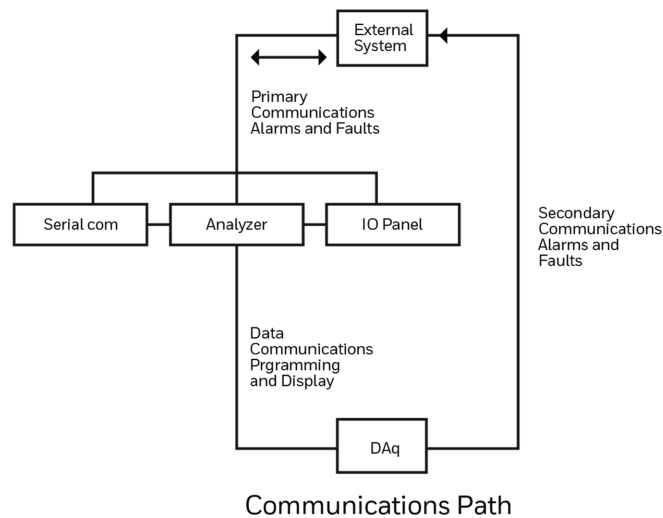 External
System
Primary
Communications
Alarms and Faults
Serial com
Analyzer
IO Panel
Secondary
Communications
Alarms and
Faults
Data
Communications
Prgramming
and Display
DAq
Communications Path